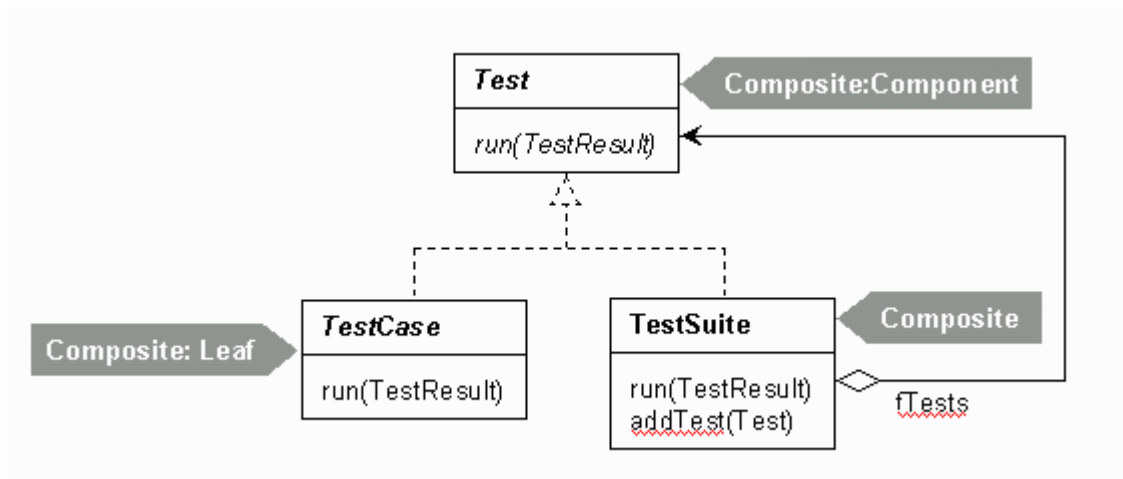 Test
Composite:Component
run(TestResult)
TestCase
TestSuite
Composite
Composite: Leaf
run(TestResult)
run(TestResult)
addTest(Test)
fTests